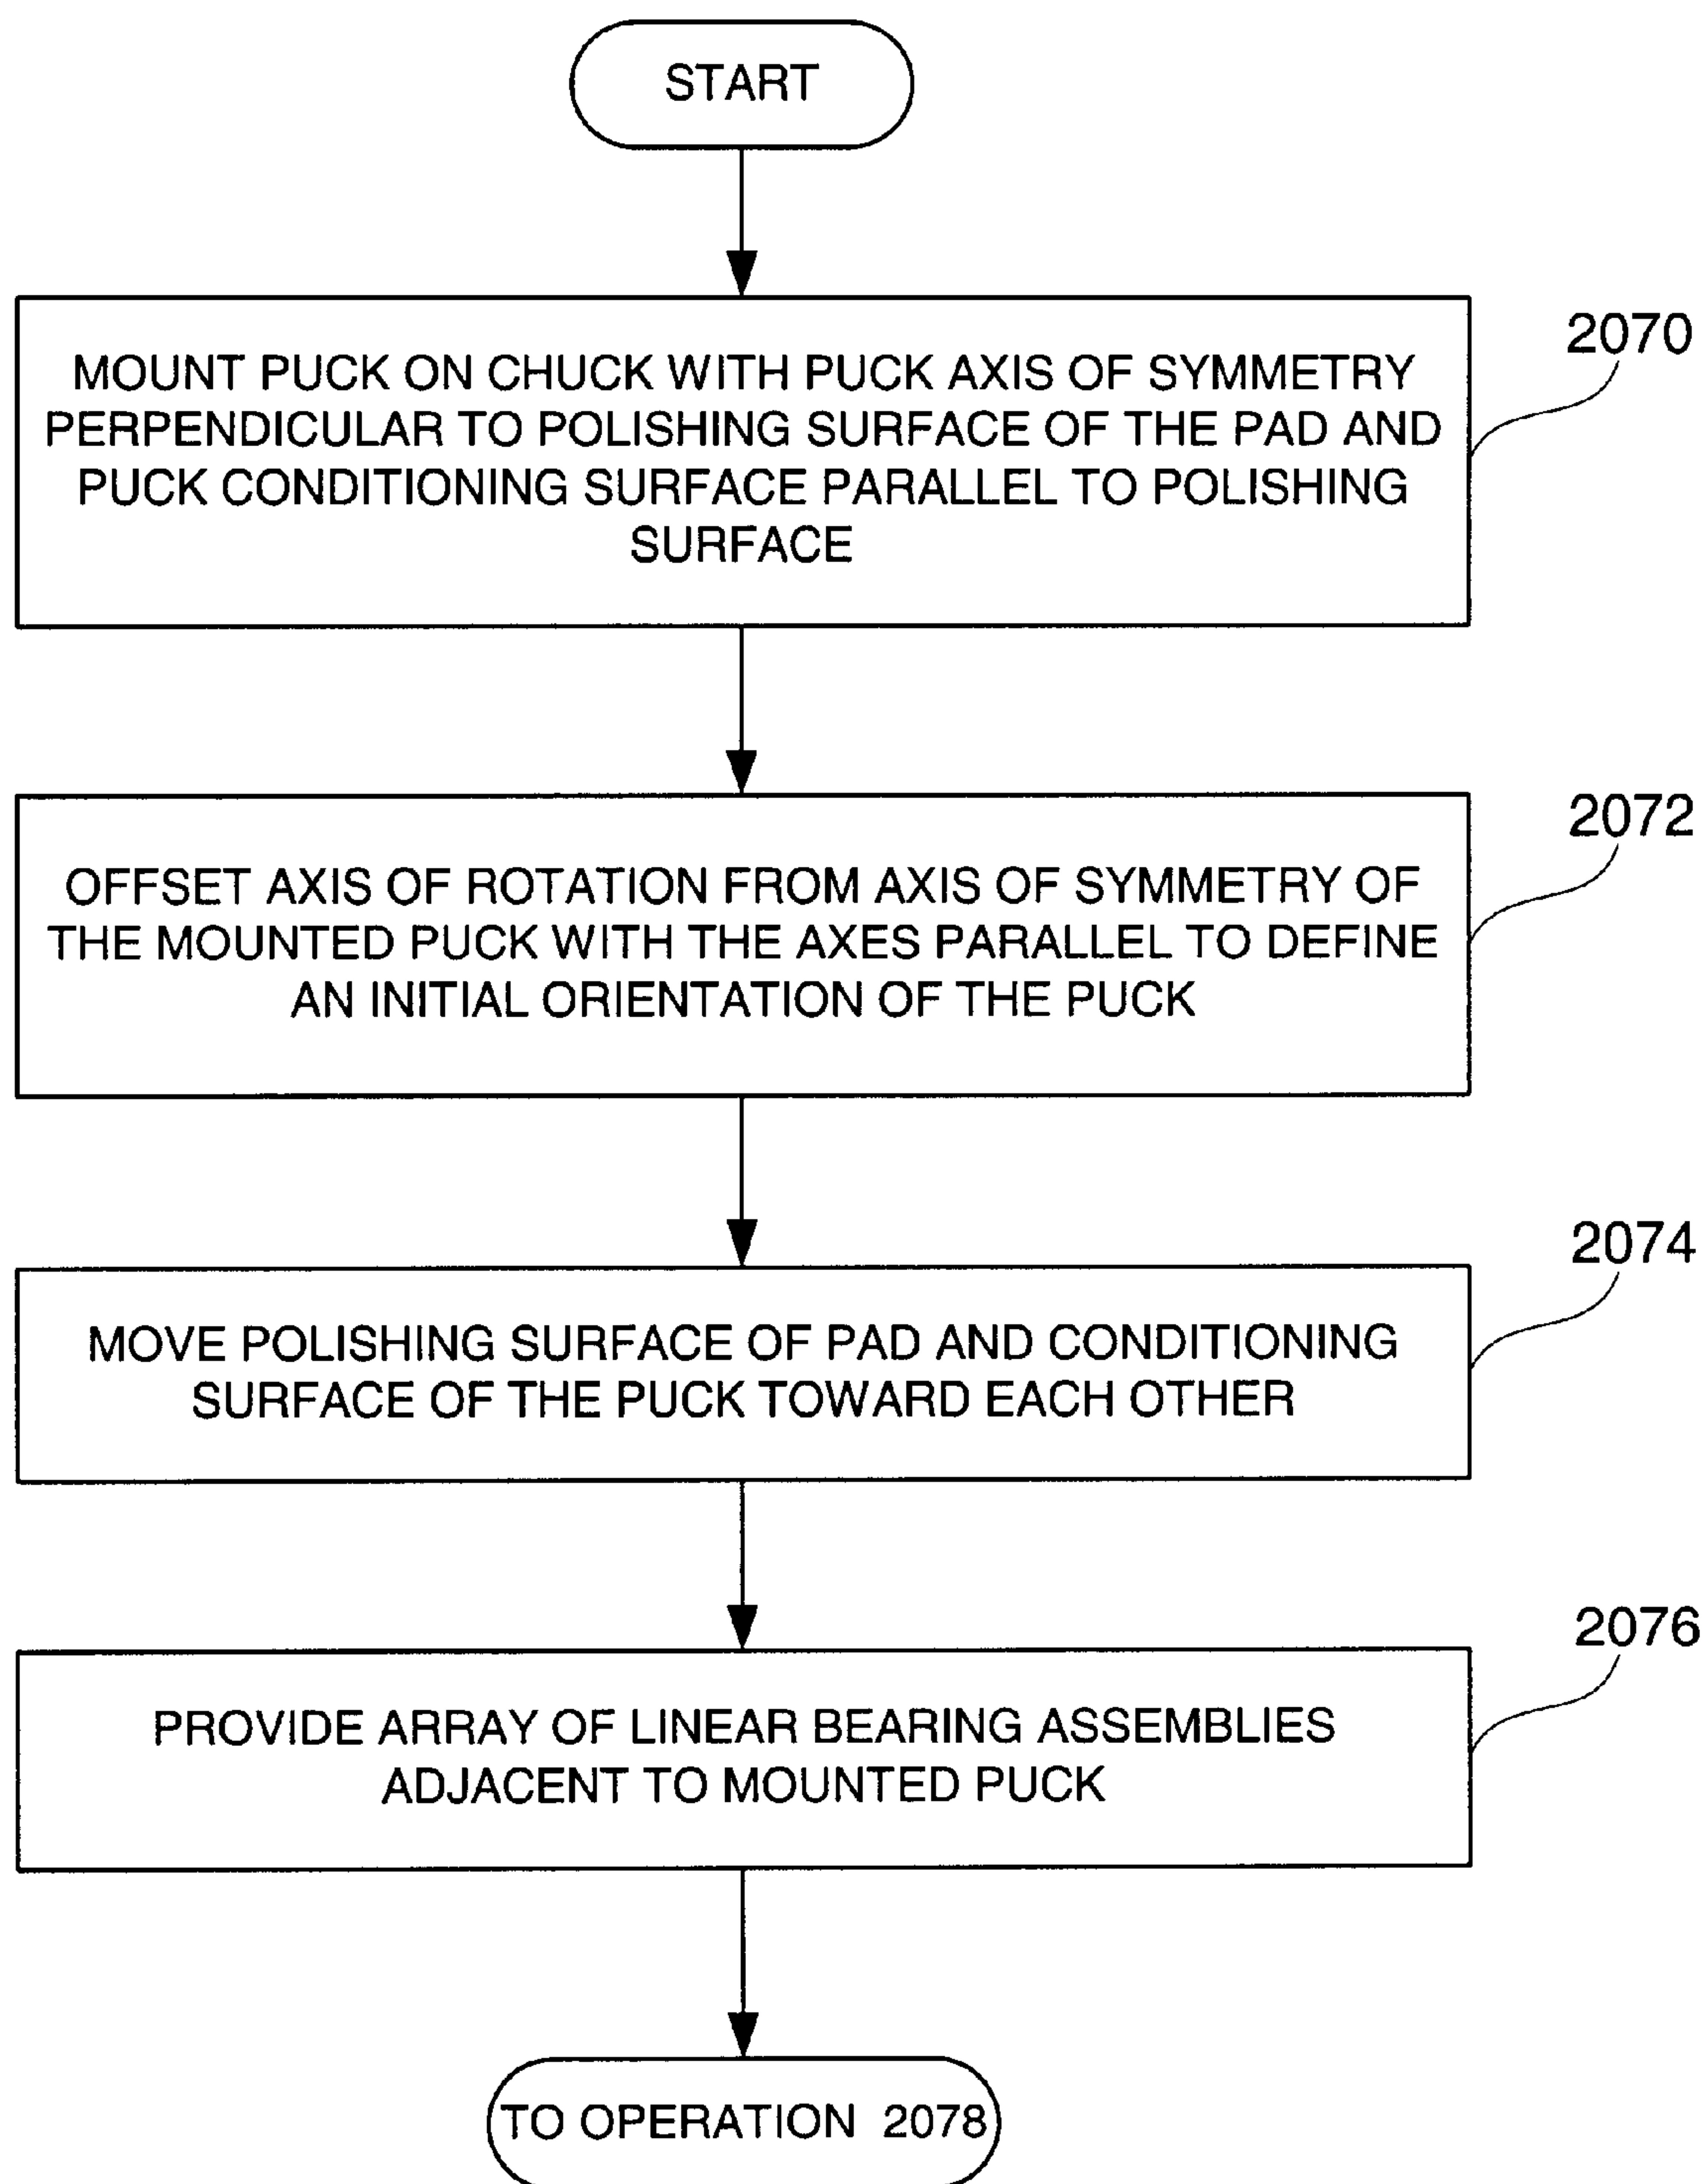 START
2070
MOUNT PUCK ON CHUCK WITH PUCK AXIS OF SYMMETRY
PERPENDICULAR TO POLISHING SURFACE OF THE PAD AND
PUCK CONDITIONING SURFACE PARALLEL TO POLISHING
SURFACE
2072
OFFSET AXIS OF ROTATION FROM AXIS OF SYMMETRY OF
THE MOUNTED PUCK WITH THE AXES PARALLEL TO DEFINE
AN INITIAL ORIENTATION OF THE PUCK
2074
MOVE POLISHING SURFACE OF PAD AND CONDITIONING
SURFACE OF THE PUCK TOWARD EACH OTHER
2076
PROVIDE ARRAY OF LINEAR BEARING ASSEMBLIES
ADJACENT TO MOUNTED PUCK
TO OPERATION 2078